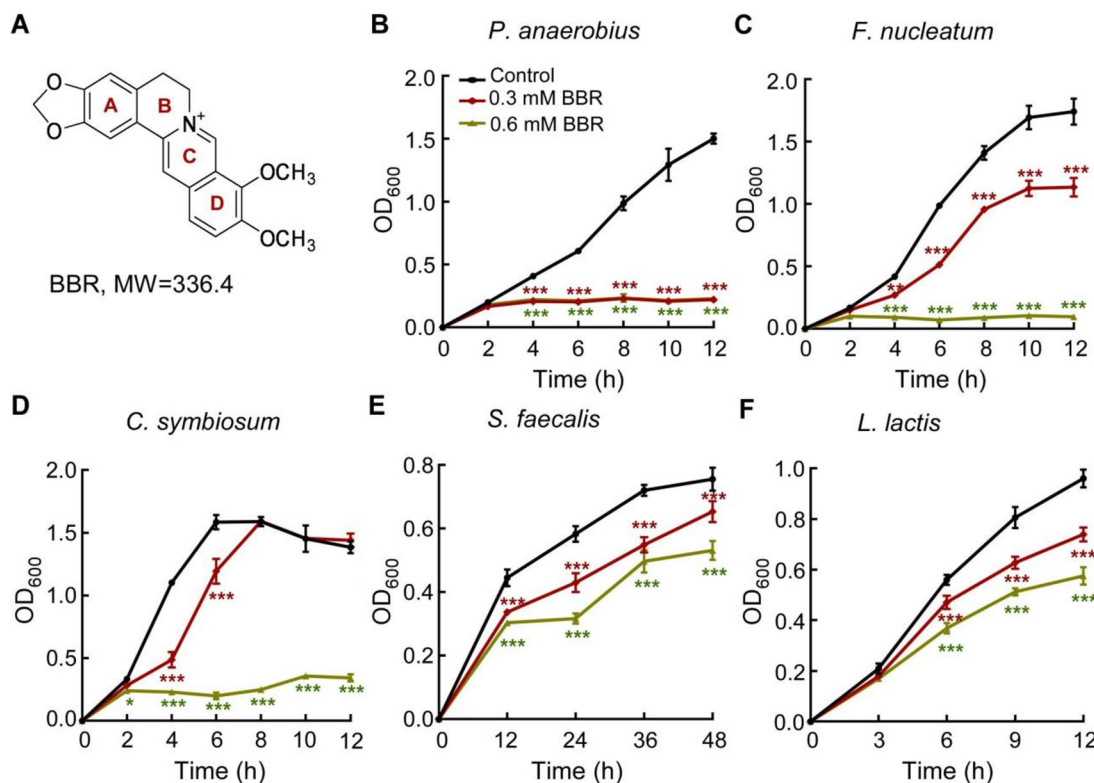 A
O
O
A
B
N+
C
D
OCH3
OCH3
BBR, MW=336.4
B
P. anaerobius
Control
0.3 mM BBR
0.6 mM BBR
OD600
2.0
1.5
1.0
0.5
0.0
*** *** *** *** ***
*** *** *** *** ***
0 2 4 6 8 10 12
Time (h)
C
F. nucleatum
OD600
2.0
1.5
1.0
0.5
0.0
** *** *** *** ***
*** *** *** *** ***
0 2 4 6 8 10 12
Time (h)
D
C. symbiosum
OD600
2.0
1.5
1.0
0.5
0.0
*** ***
* *** *** *** *** ***
0 2 4 6 8 10 12
Time (h)
E
S. faecalis
OD600
0.8
0.6
0.4
0.2
0.0
*** *** *** ***
*** *** *** ***
0 12 24 36 48
Time (h)
F
L. lactis
OD600
1.0
0.8
0.6
0.4
0.2
0.0
*** *** ***
*** *** ***
0 3 6 9 12
Time (h)